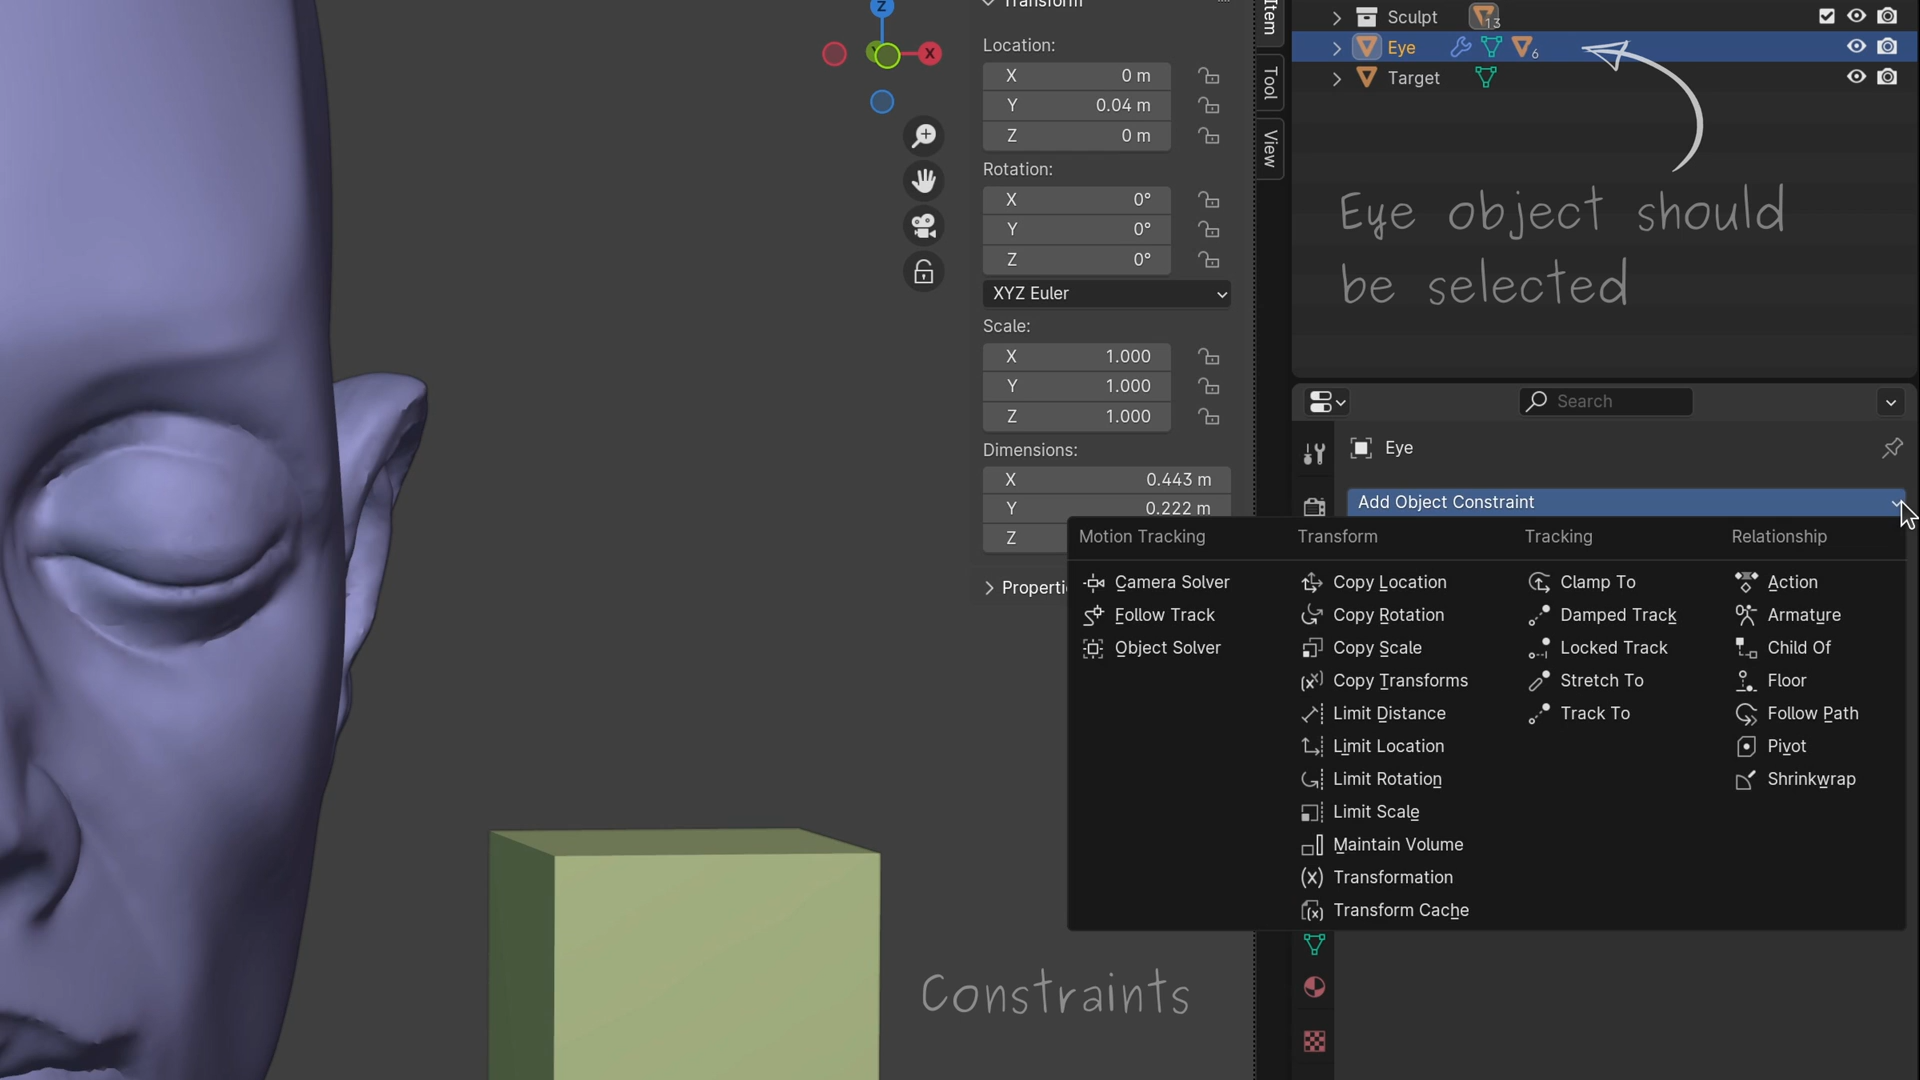 Z
X
Transform
Location:
X 0 m
Y 0.04 m
Z 0 m
Rotation:
X 0°
Y 0°
Z 0°
XYZ Euler
Scale:
X 1.000
Y 1.000
Z 1.000
Dimensions:
X 0.443 m
Y 0.222 m
Z
Item
Tool
View
Sculpt 13
Eye 6
Target
Eye object should
be selected
Search
Eye
Add Object Constraint
Motion Tracking
Camera Solver
Follow Track
Object Solver
Transform
Copy Location
Copy Rotation
Copy Scale
Copy Transforms
Limit Distance
Limit Location
Limit Rotation
Limit Scale
Maintain Volume
Transformation
Transform Cache
Tracking
Clamp To
Damped Track
Locked Track
Stretch To
Track To
Relationship
Action
Armature
Child Of
Floor
Follow Path
Pivot
Shrinkwrap
Constraints